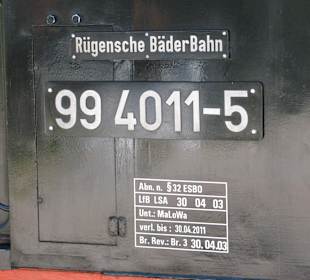 Rügensche BäderBahn
99 4011-5
Abn. n. §32 ESBO
LfB LSA 30 04 03
Unt.: MaLoWa
verl. bis : 30.04.2011
Br. Rev.: Br. 3 30.04.03